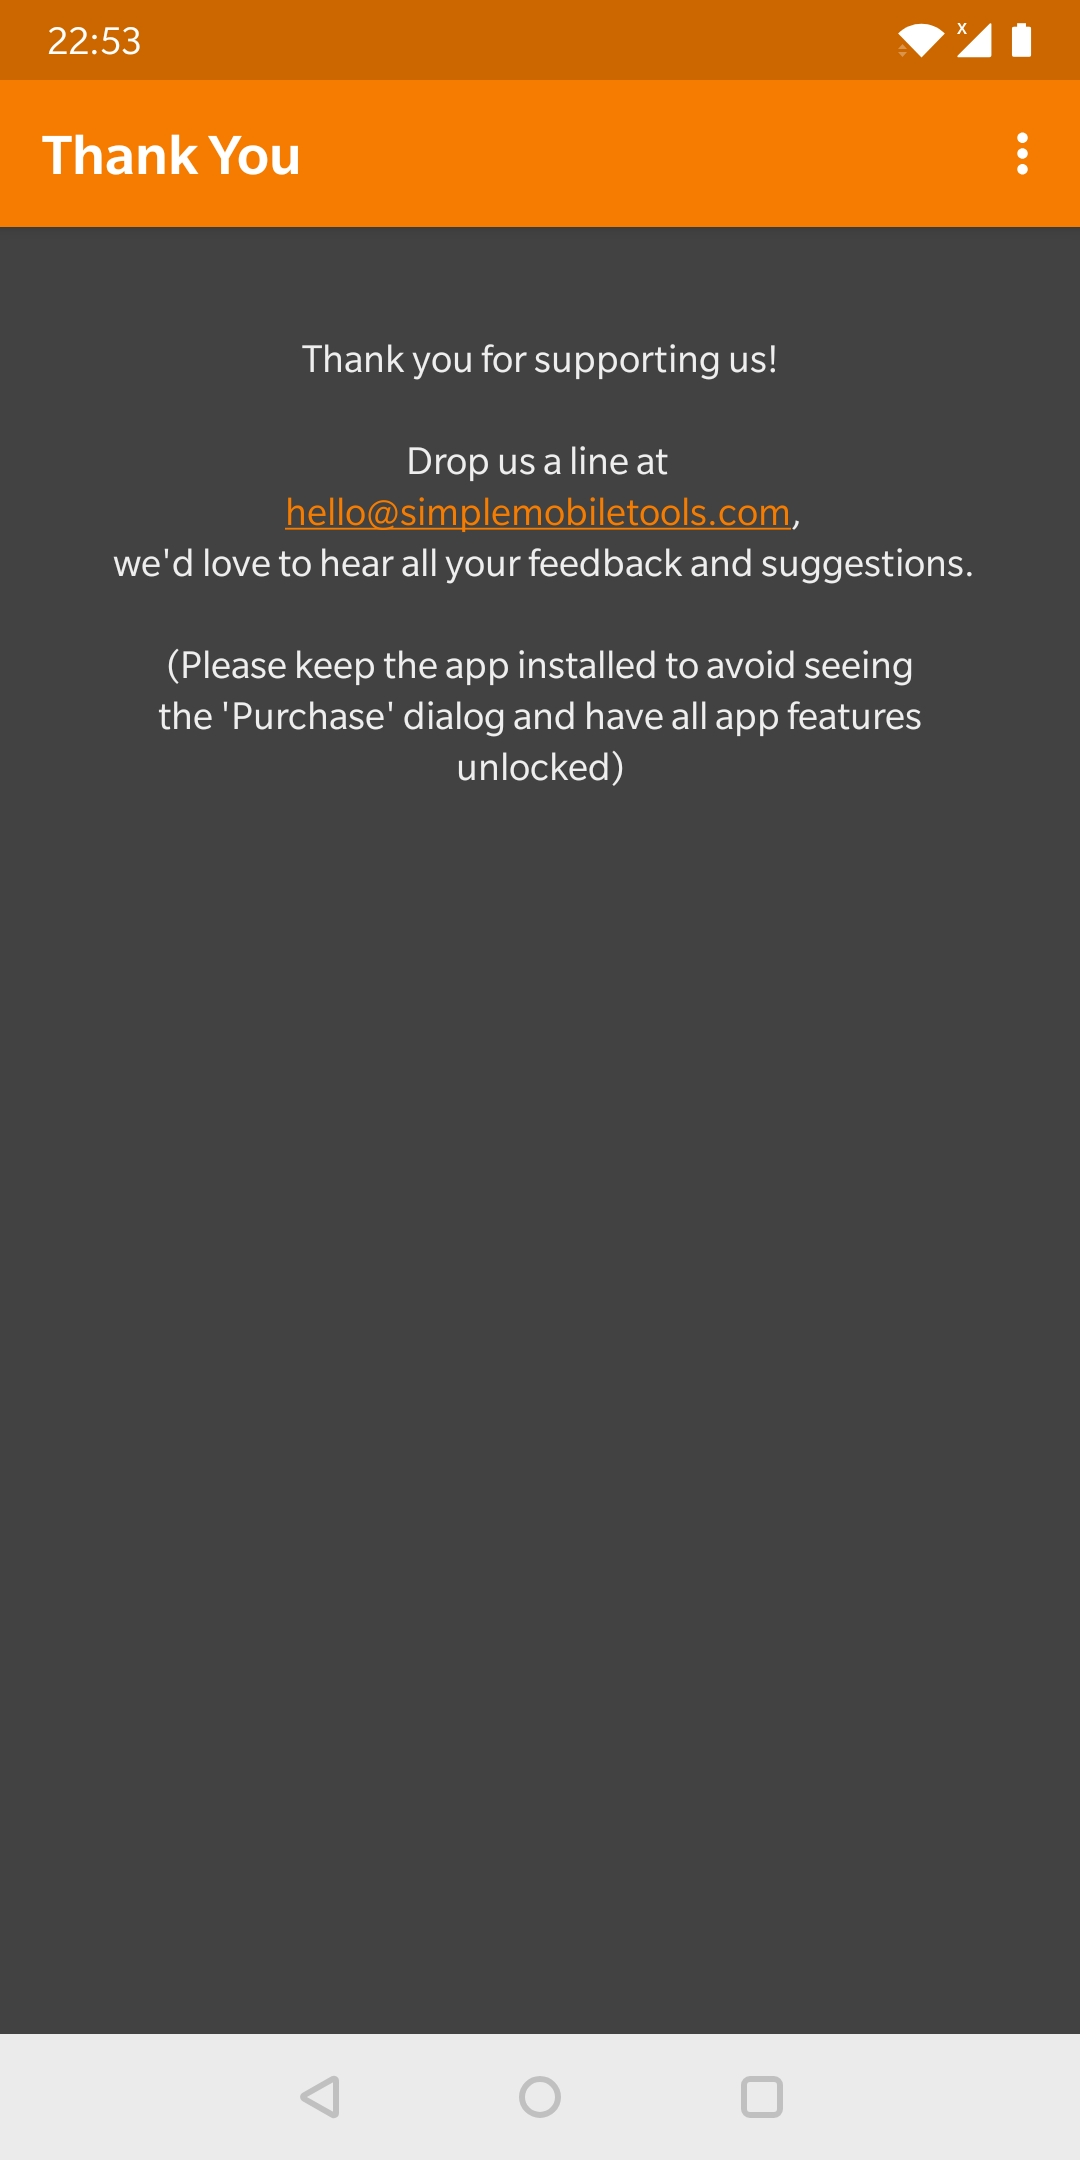 22:53
Thank You
Thank you for supporting us!
Drop us a line at
hello@simplemobiletools.com,
we'd love to hear all your feedback and suggestions.
(Please keep the app installed to avoid seeing
the 'Purchase' dialog and have all app features
unlocked)